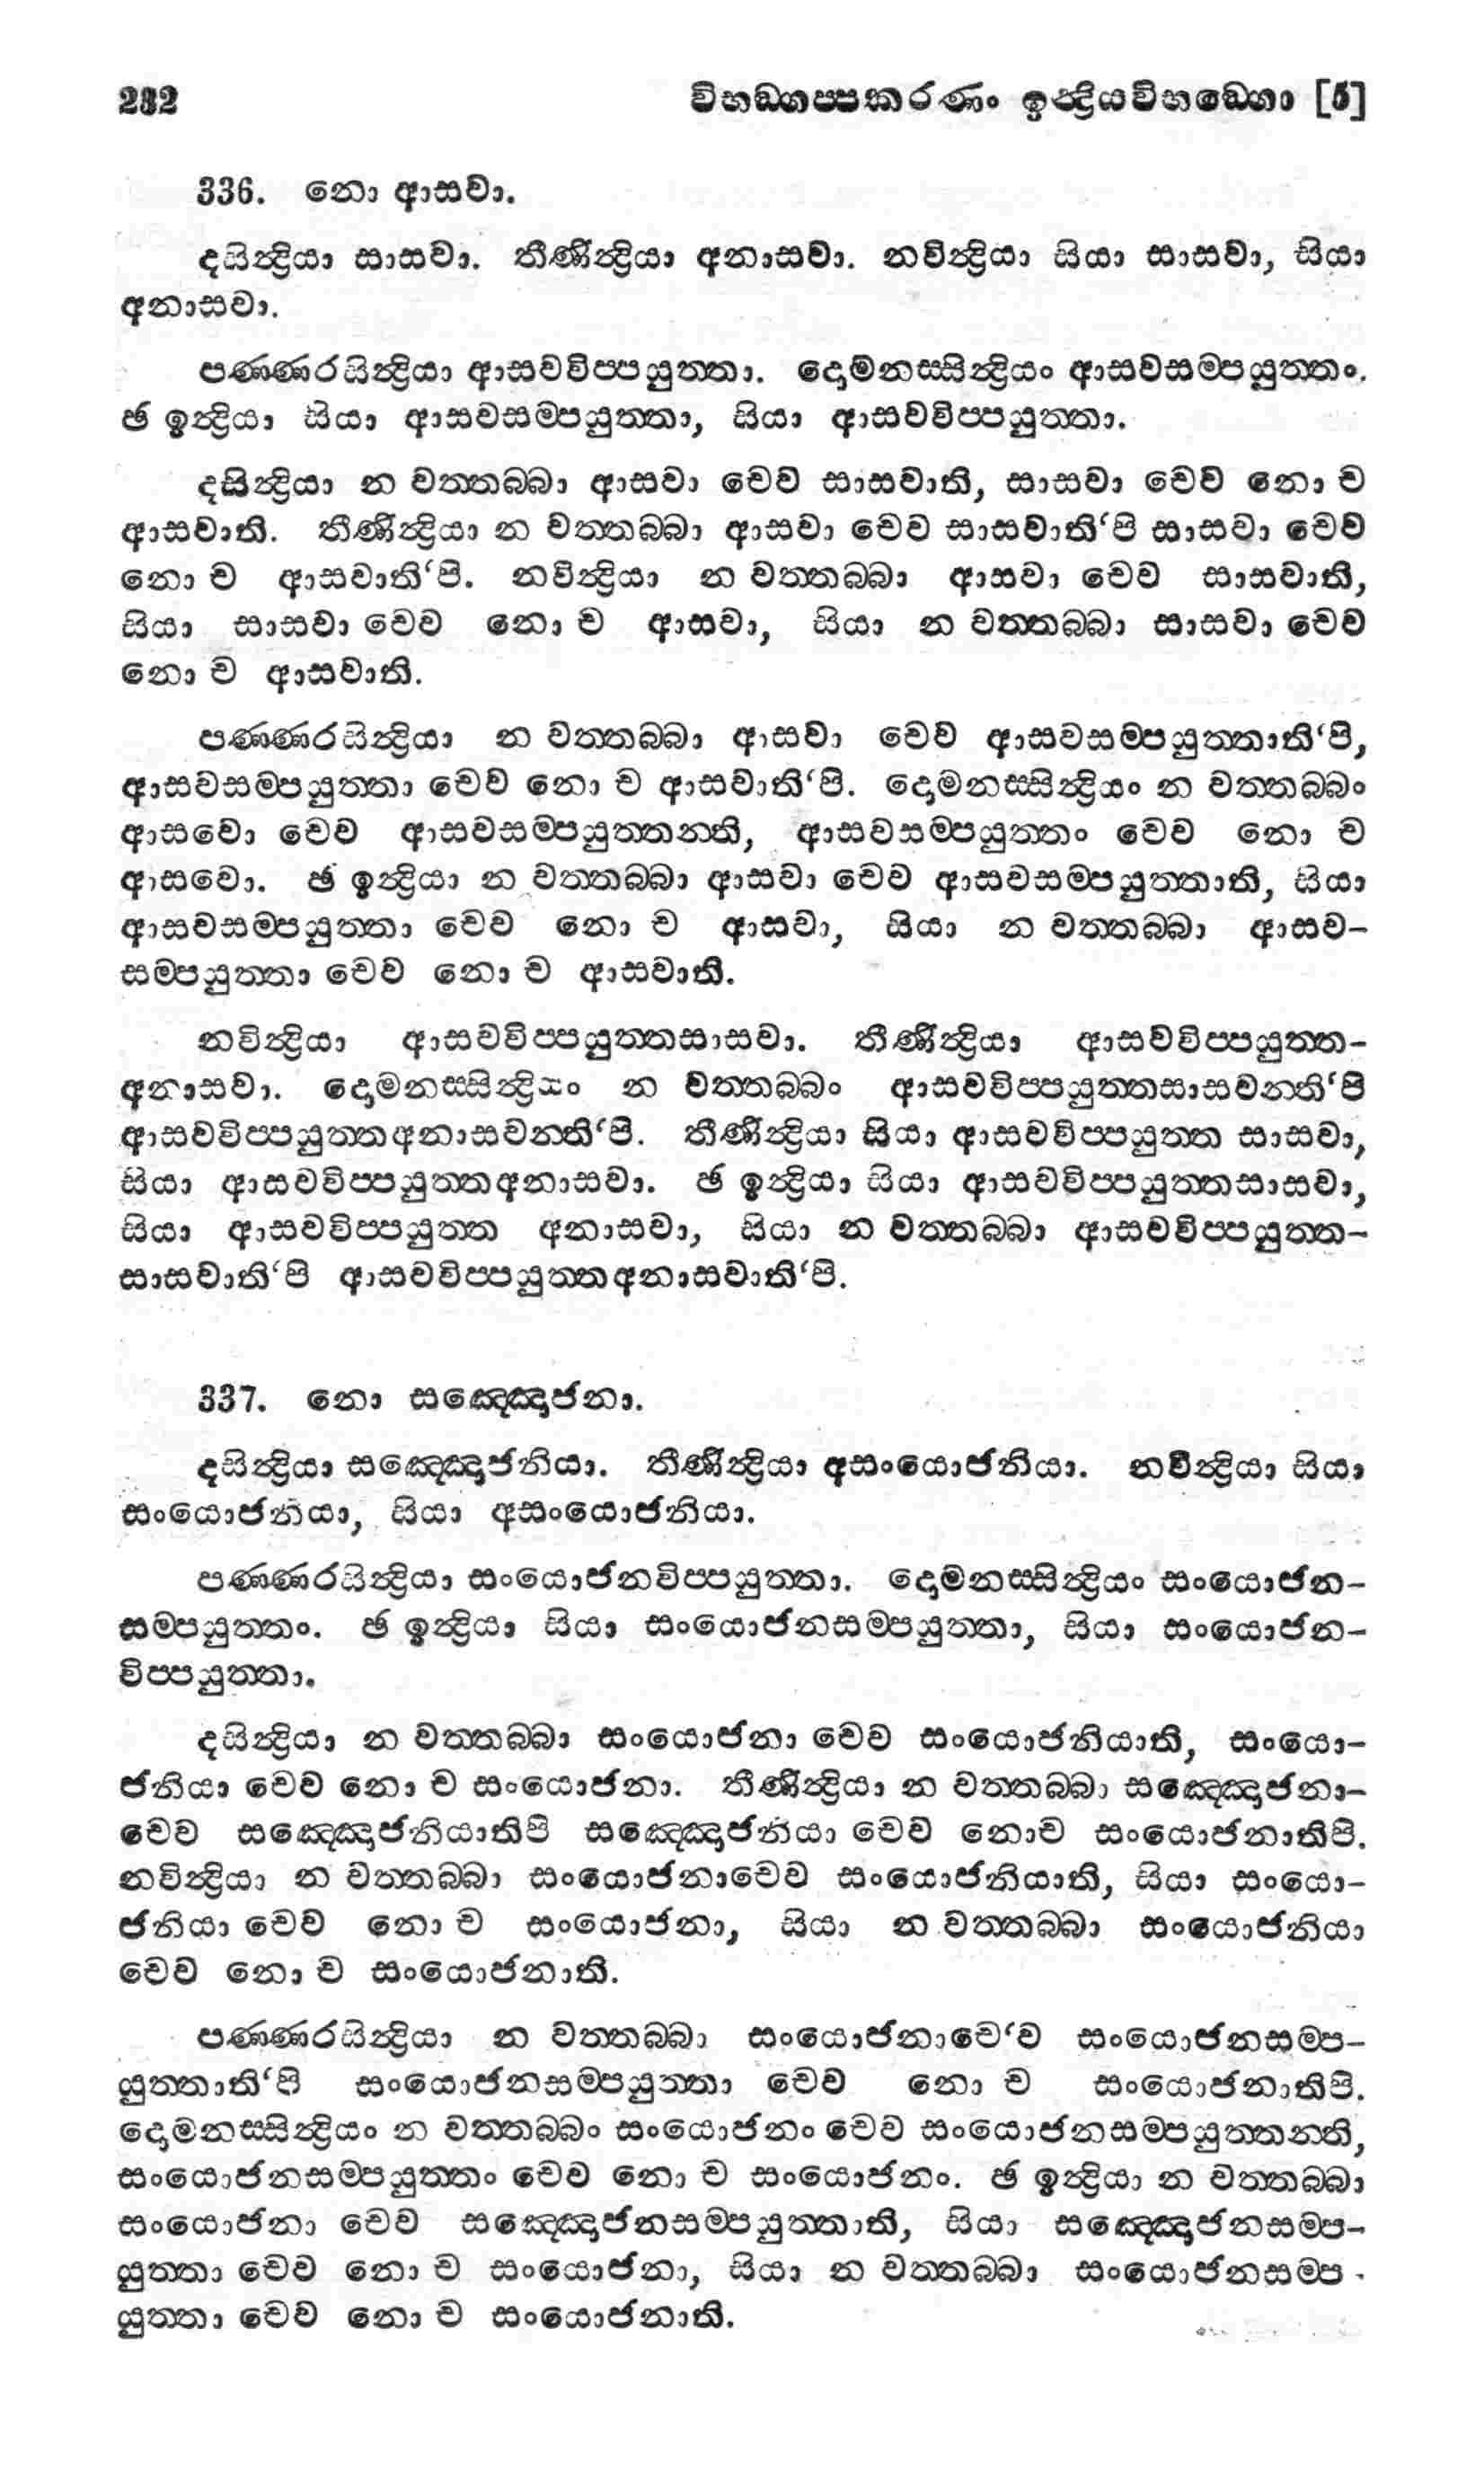 232 විභඞ්ගප්පකරණං ඉන්ද්‍රියවිභඞ්ගො [5]
336. නො ආසවා.
දසින්ද්‍රියා සාසවා. තීණින්ද්‍රියා අනාසවා. නවින්ද්‍රියා සියා සාසවා, සියා
අනාසවා.
පණ්ණරසින්ද්‍රියා ආසවවිප්පයුත්තා. දොමනස්සින්ද්‍රියං ආසවසම්පයුත්තං.
ඡ ඉන්ද්‍රියා සියා ආසවසම්පයුත්තා, සියා ආසවවිප්පයුත්තා.
දසින්ද්‍රියා න වත්තබ්බා ආසවා චෙව සාසවාති, සාසවා චෙව නො ච
ආසවාති. තීණින්ද්‍රියා න වත්තබ්බා ආසවා චෙව සාසවාති‘පි සාසවා චෙව
නො ච ආසවාති‘පි. නවින්ද්‍රියා න වත්තබ්බා ආසවා චෙව සාසවාති,
සියා සාසවා චෙව නො ච ආසවා, සියා න වත්තබ්බා සාසවා චෙව
නො ච ආසවාති.
පණ්ණරසින්ද්‍රියා න වත්තබ්බා ආසවා චෙව ආසවසම්පයුත්තාති‘පි,
ආසවසම්පයුත්තා චෙව නො ච ආසවාති‘පි. දොමනස්සින්ද්‍රියං න වත්තබ්බං
ආසවො චෙව ආසවසම්පයුත්තන්ති, ආසවසම්පයුත්තං චෙව නො ච
ආසවො. ඡ ඉන්ද්‍රියා න වත්තබ්බා ආසවා චෙව ආසවසම්පයුත්තාති, සියා
ආසවසම්පයුත්තා චෙව නො ච ආසවා, සියා න වත්තබ්බා ආසව-
සම්පයුත්තා චෙව නො ච ආසවාති.
නවින්ද්‍රියා ආසවවිප්පයුත්තසාසවා. තීණින්ද්‍රියා ආසවවිප්පයුත්ත-
අනාසවා. දොමනස්සින්ද්‍රියං න වත්තබ්බං ආසවවිප්පයුත්තසාසවන්ති‘පි
ආසවවිප්පයුත්තඅනාසවන්ති‘පි. තීණින්ද්‍රියා සියා ආසවවිප්පයුත්ත සාසවා,
සියා ආසවවිප්පයුත්තඅනාසවා. ඡ ඉන්ද්‍රියා සියා ආසවවිප්පයුත්තසාසවා,
සියා ආසවවිප්පයුත්ත අනාසවා, සියා න වත්තබ්බා ආසවවිප්පයුත්ත-
සාසවාති‘පි ආසවවිප්පයුත්තඅනාසවාති‘පි.
337. නො සඤ්ඤොජනා.
දසින්ද්‍රියා සඤ්ඤොජනියා. තීණින්ද්‍රියා අසංයොජනියා. නවින්ද්‍රියා සියා
සංයොජනියා, සියා අසංයොජනියා.
පණ්ණරසින්ද්‍රියා සංයොජනවිප්පයුත්තා. දොමනස්සින්ද්‍රියං සංයොජන-
සම්පයුත්තං. ඡ ඉන්ද්‍රියා සියා සංයොජනසම්පයුත්තා, සියා සංයොජන-
විප්පයුත්තා.
දසින්ද්‍රියා න වත්තබ්බා සංයොජනා චෙව සංයොජනියාති, සංයො-
ජනියා චෙව නො ච සංයොජනා. තීණින්ද්‍රියා න වත්තබ්බා සඤ්ඤොජනා-
චෙව සඤ්ඤොජනියාතිපි සඤ්ඤොජනියා චෙව නොච සංයොජනාතිපි.
නවින්ද්‍රියා න වත්තබ්බා සංයොජනාචෙව සංයොජනියාති, සියා සංයො-
ජනියා චෙව නො ච සංයොජනා, සියා න වත්තබ්බා සංයොජනියා
චෙව නො ච සංයොජනාති.
පණ්ණරසින්ද්‍රියා න වත්තබ්බා සංයොජනාචෙ‘ව සංයොජනසම්ප-
යුත්තාති‘පි සංයොජනසම්පයුත්තා චෙව නො ච සංයොජනාතිපි.
දොමනස්සින්ද්‍රියං න වත්තබ්බං සංයොජනං චෙව සංයොජනසම්පයුත්තන්ති,
සංයොජනසම්පයුත්තං චෙව නො ච සංයොජනං. ඡ ඉන්ද්‍රියා න වත්තබ්බා
සංයොජනා චෙව සඤ්ඤොජනසම්පයුත්තාති, සියා සඤ්ඤොජනසම්ප-
යුත්තා චෙව නො ච සංයොජනා, සියා න වත්තබ්බා සංයොජනසම්ප-
යුත්තා චෙව නො ච සංයොජනාති.